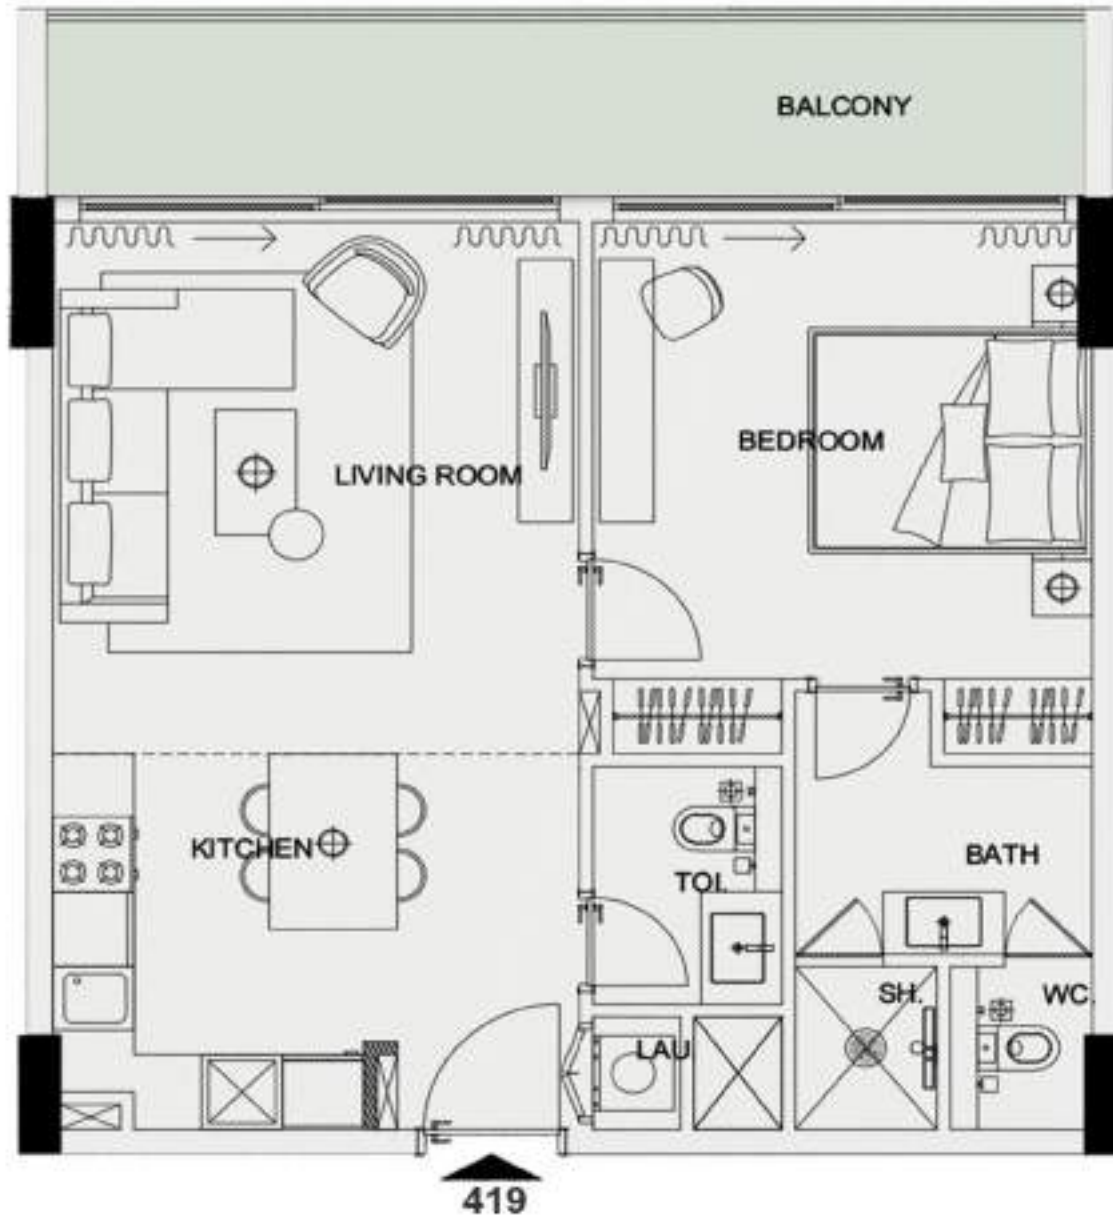 BALCONY
LIVING ROOM
BEDROOM
KITCHEN
TOI.
BATH
SH.
WC.
LAU
419